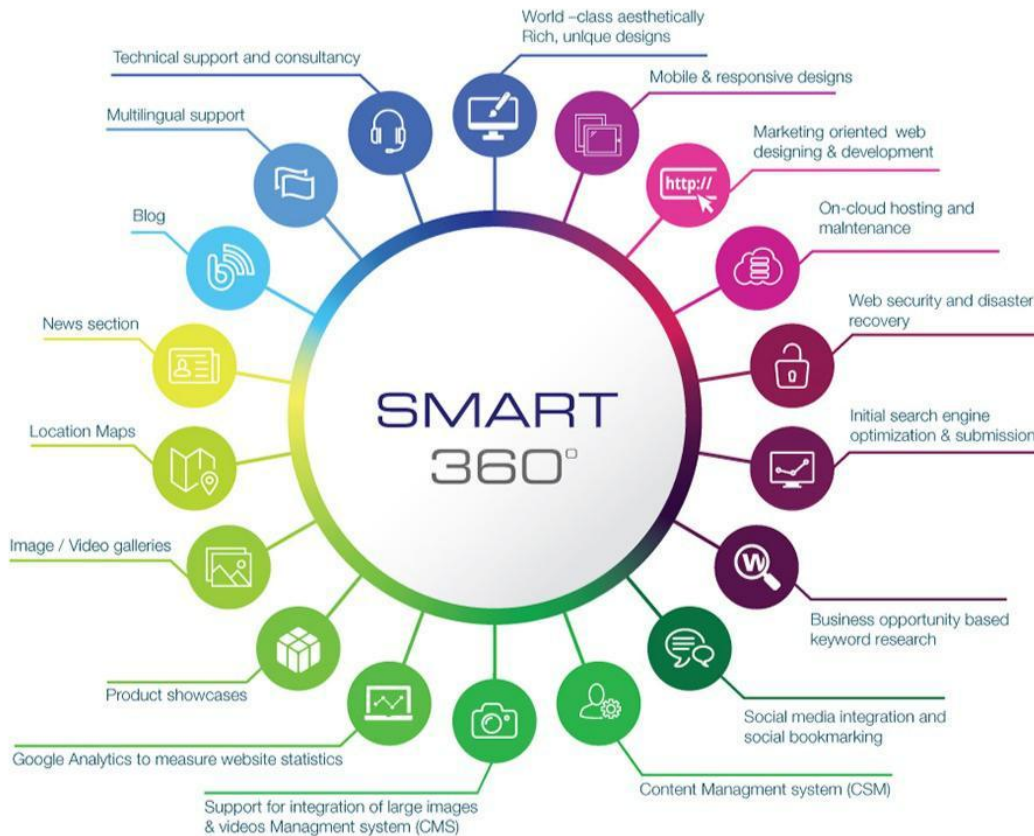 World –class aesthetically
Rich, unlque designs
Technical support and consultancy
Mobile & responsive designs
Multilingual support
Marketing oriented web
designing & development
http://
Blog
b
On-cloud hosting and
malntenance
News section
Web security and disaster
recovery
SMART
360°
Location Maps
Initial search engine
optimization & submission
Image / Video galleries
W
Business opportunity based
keyword research
Product showcases
Social media integration and
social bookmarking
Google Analytics to measure website statistics
Content Managment system (CSM)
Support for integration of large images
& videos Managment system (CMS)